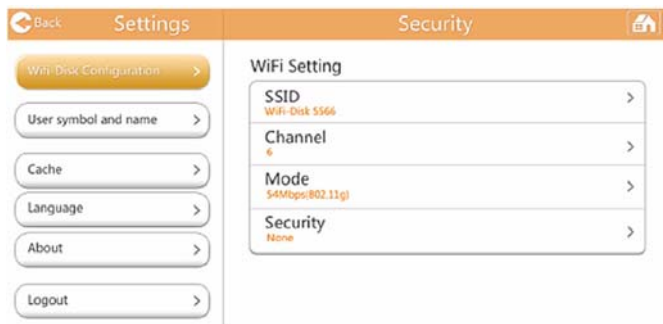 Back
Settings
Security
Wifi-Disk Configuration
User symbol and name
Cache
Language
About
Logout
WiFi Setting
SSID
WiFi-Disk 5566
Channel
6
Mode
54Mbps(802.11g)
Security
None